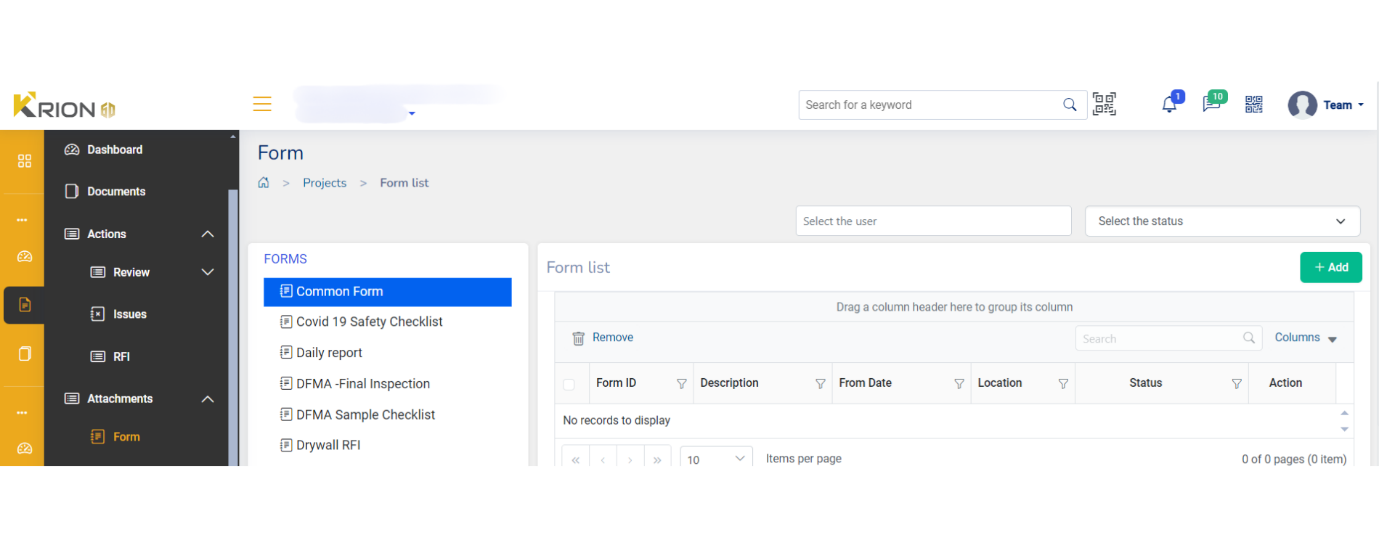 KRION
Search for a keyword
1
10
Team
Dashboard
Documents
Actions
Review
Issues
RFI
Attachments
Form
Form
> Projects > Form list
Select the user
Select the status
FORMS
Common Form
Covid 19 Safety Checklist
Daily report
DFMA -Final Inspection
DFMA Sample Checklist
Drywall RFI
Form list
+ Add
Drag a column header here to group its column
Remove
Search
Columns
Form ID Description From Date Location Status Action
No records to display
« < > » 10 Items per page 0 of 0 pages (0 item)